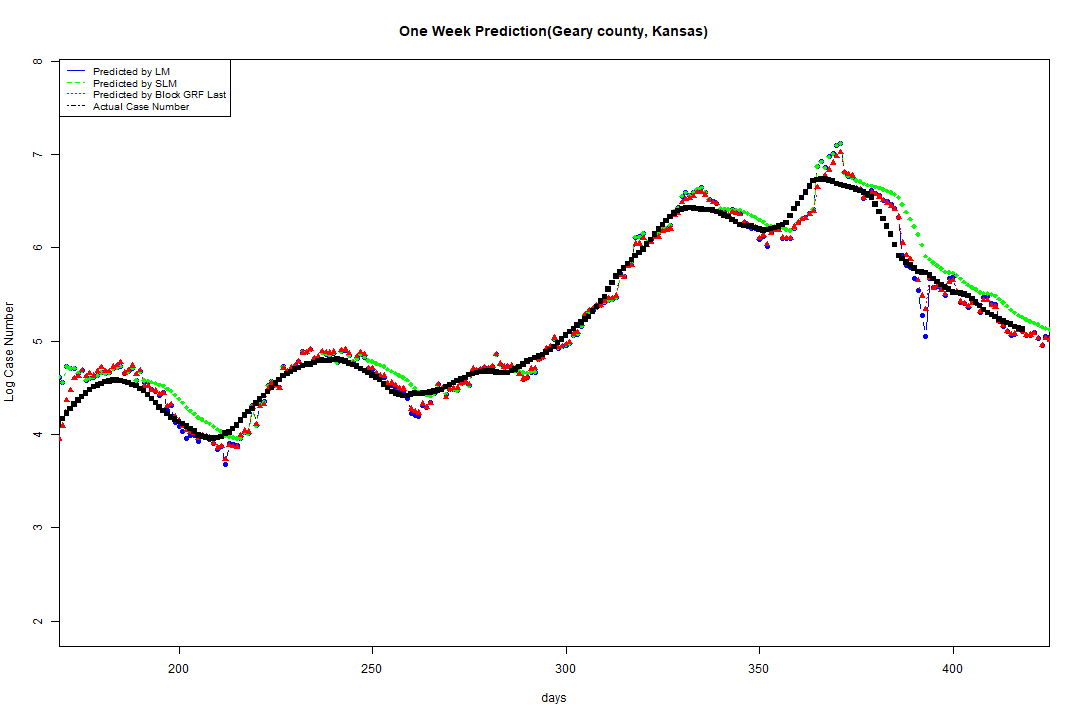 One Week Prediction(Geary county, Kansas)
Predicted by LM
Predicted by SLM
Predicted by Block GRF Last
Actual Case Number
8
7
6
5
4
3
2
Log Case Number
200 250 300 350 400
days